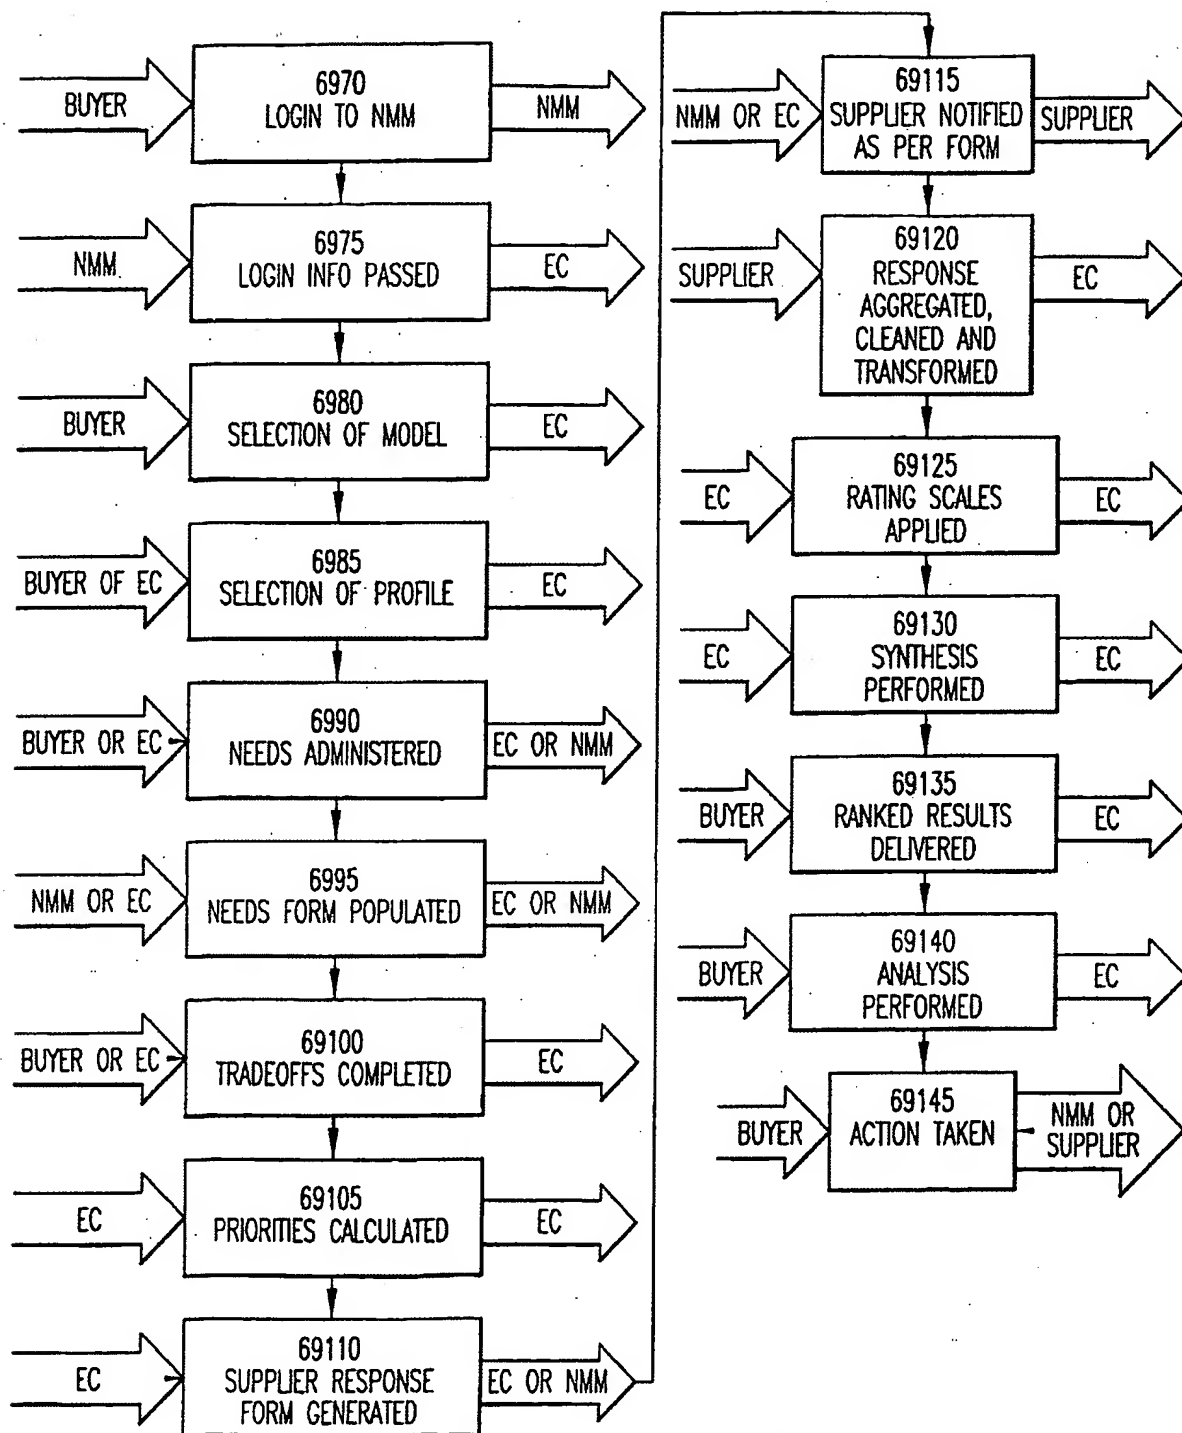 BUYER
6970
LOGIN TO NMM
NMM
NMM
6975
LOGIN INFO PASSED
EC
BUYER
6980
SELECTION OF MODEL
EC
BUYER OF EC
6985
SELECTION OF PROFILE
EC
BUYER OR EC
6990
NEEDS ADMINISTERED
EC OR NMM
NMM OR EC
6995
NEEDS FORM POPULATED
EC OR NMM
BUYER OR EC
69100
TRADEOFFS COMPLETED
EC
EC
69105
PRIORITIES CALCULATED
EC
EC
69110
SUPPLIER RESPONSE
FORM GENERATED
EC OR NMM
NMM OR EC
69115
SUPPLIER NOTIFIED
AS PER FORM
SUPPLIER
SUPPLIER
69120
RESPONSE
AGGREGATED,
CLEANED AND
TRANSFORMED
EC
EC
69125
RATING SCALES
APPLIED
EC
EC
69130
SYNTHESIS
PERFORMED
EC
BUYER
69135
RANKED RESULTS
DELIVERED
EC
BUYER
69140
ANALYSIS
PERFORMED
EC
BUYER
69145
ACTION TAKEN
NMM OR
SUPPLIER